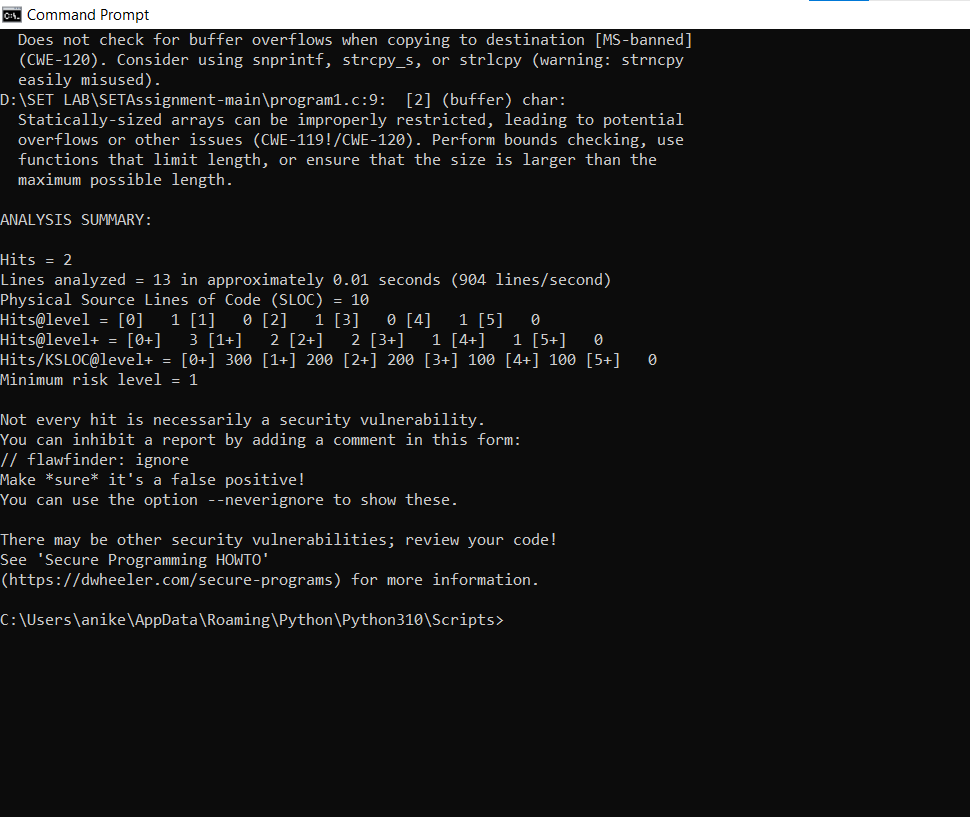 Command Prompt
Does not check for buffer overflows when copying to destination [MS-banned]
(CWE-120). Consider using snprintf, strcpy_s, or strlcpy (warning: strncpy
easily misused).
D:\SET LAB\SETAssignment-main\program1.c:9:  [2] (buffer) char:
Statically-sized arrays can be improperly restricted, leading to potential
overflows or other issues (CWE-119!/CWE-120). Perform bounds checking, use
functions that limit length, or ensure that the size is larger than the
maximum possible length.
ANALYSIS SUMMARY:
Hits = 2
Lines analyzed = 13 in approximately 0.01 seconds (904 lines/second)
Physical Source Lines of Code (SLOC) = 10
Hits@level = [0]   1 [1]   0 [2]   1 [3]   0 [4]   1 [5]   0
Hits@level+ = [0+]   3 [1+]   2 [2+]   2 [3+]   1 [4+]   1 [5+]   0
Hits/KSLOC@level+ = [0+] 300 [1+] 200 [2+] 200 [3+] 100 [4+] 100 [5+]   0
Minimum risk level = 1
Not every hit is necessarily a security vulnerability.
You can inhibit a report by adding a comment in this form:
// flawfinder: ignore
Make *sure* it's a false positive!
You can use the option --neverignore to show these.
There may be other security vulnerabilities; review your code!
See 'Secure Programming HOWTO'
(https://dwheeler.com/secure-programs) for more information.
C:\Users\anike\AppData\Roaming\Python\Python310\Scripts>